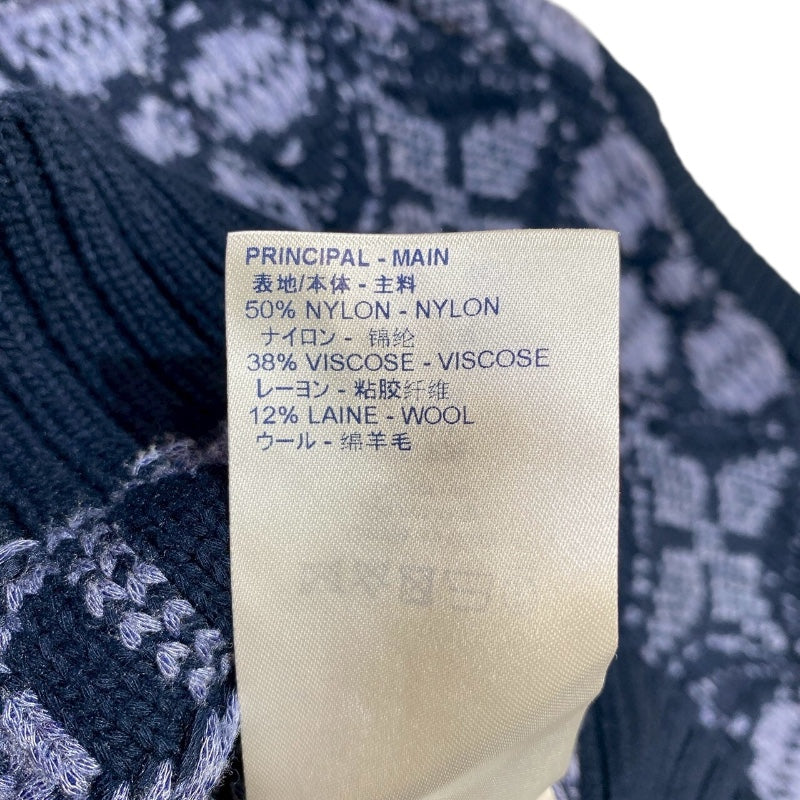 PRINCIPAL - MAIN
表地/本体 - 主料
50% NYLON - NYLON
ナイロン - 锦纶
38% VISCOSE - VISCOSE
レーヨン - 粘胶纤维
12% LAINE - WOOL
ウール - 绵羊毛